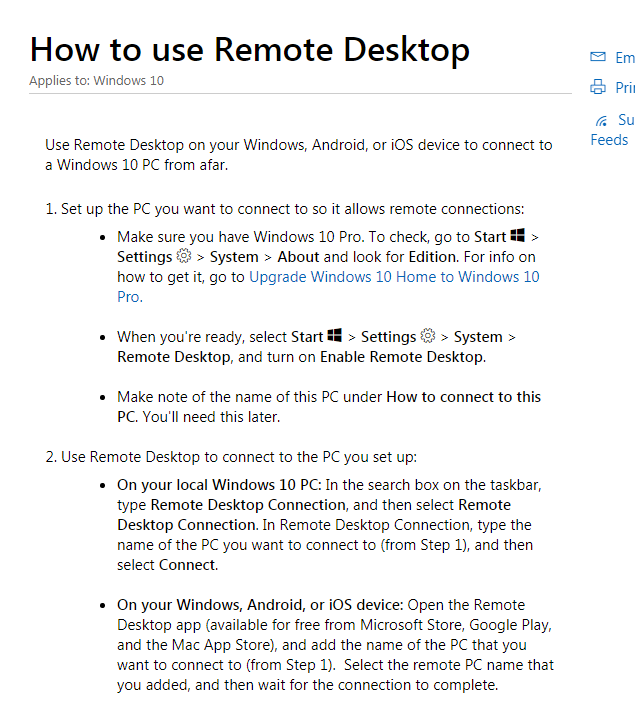 How to use Remote Desktop
Applies to: Windows 10
Em
Pri
Su
Feeds
Use Remote Desktop on your Windows, Android, or iOS device to connect to
a Windows 10 PC from afar.
1. Set up the PC you want to connect to so it allows remote connections:
• Make sure you have Windows 10 Pro. To check, go to Start >
Settings > System > About and look for Edition. For info on
how to get it, go to Upgrade Windows 10 Home to Windows 10
Pro.
• When you're ready, select Start > Settings > System >
Remote Desktop, and turn on Enable Remote Desktop.
• Make note of the name of this PC under How to connect to this
PC. You'll need this later.
2. Use Remote Desktop to connect to the PC you set up:
• On your local Windows 10 PC: In the search box on the taskbar,
type Remote Desktop Connection, and then select Remote
Desktop Connection. In Remote Desktop Connection, type the
name of the PC you want to connect to (from Step 1), and then
select Connect.
• On your Windows, Android, or iOS device: Open the Remote
Desktop app (available for free from Microsoft Store, Google Play,
and the Mac App Store), and add the name of the PC that you
want to connect to (from Step 1).  Select the remote PC name that
you added, and then wait for the connection to complete.